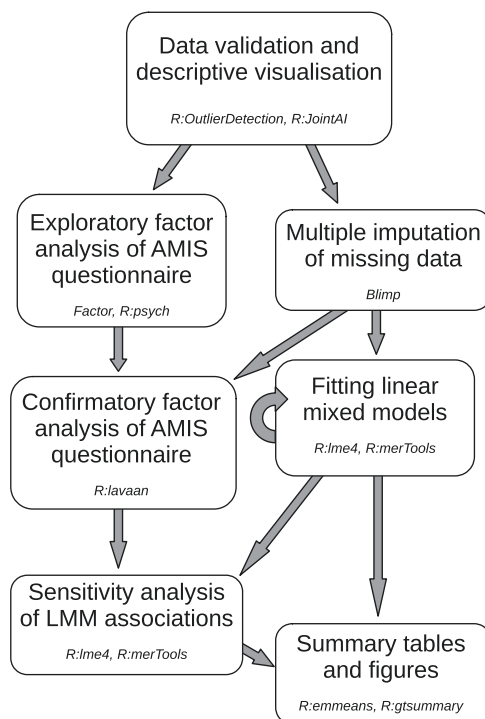 Data validation and
descriptive visualisation
R:OutlierDetection, R:JointAI
Exploratory factor
analysis of AMIS
questionnaire
Factor, R:psych
Multiple imputation
of missing data
Blimp
Confirmatory factor
analysis of AMIS
questionnaire
R:lavaan
Fitting linear
mixed models
R:lme4, R:merTools
Sensitivity analysis
of LMM associations
R:lme4, R:merTools
Summary tables
and figures
R:emmeans, R:gtsummary